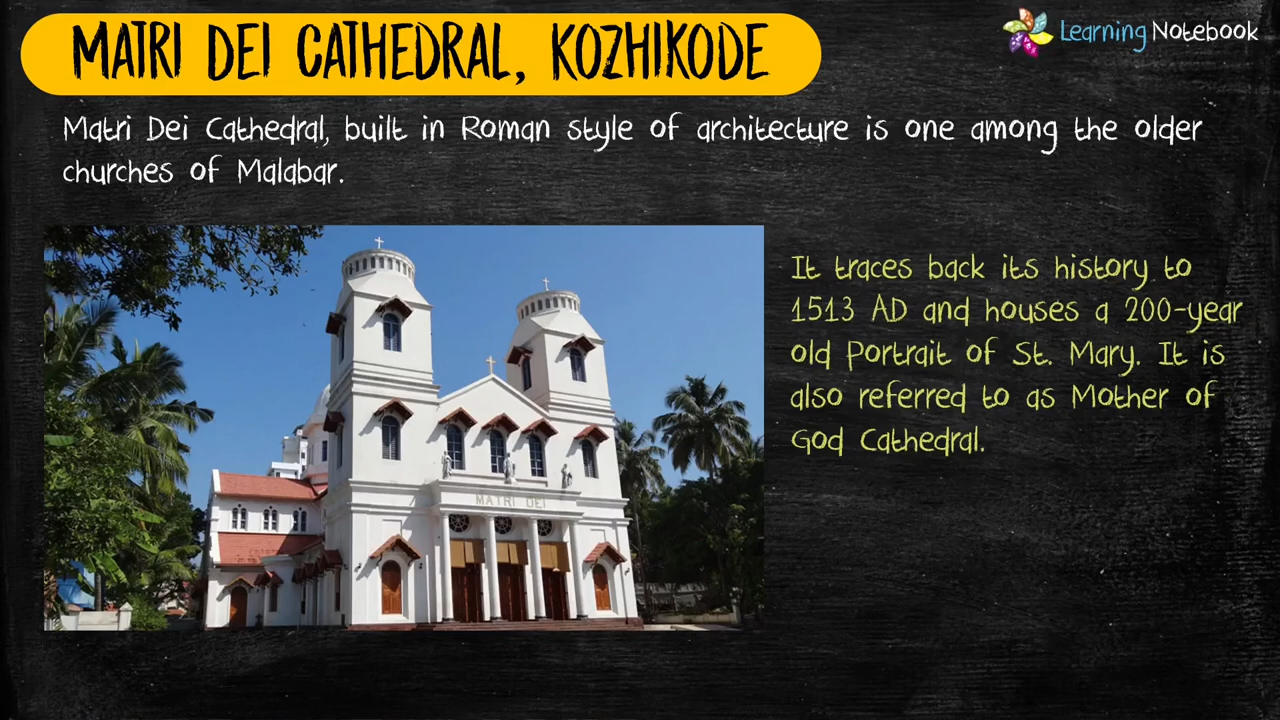 MATRI DEI CATHEDRAL, KOZHIKODE
Learning Notebook
Matri Dei Cathedral, built in Roman style of architecture is one among the older
churches of Malabar.
It traces back its history to
1513 AD and houses a 200-year
old Portrait of St. Mary. It is
also referred to as Mother of
God Cathedral.
MATRI DEI